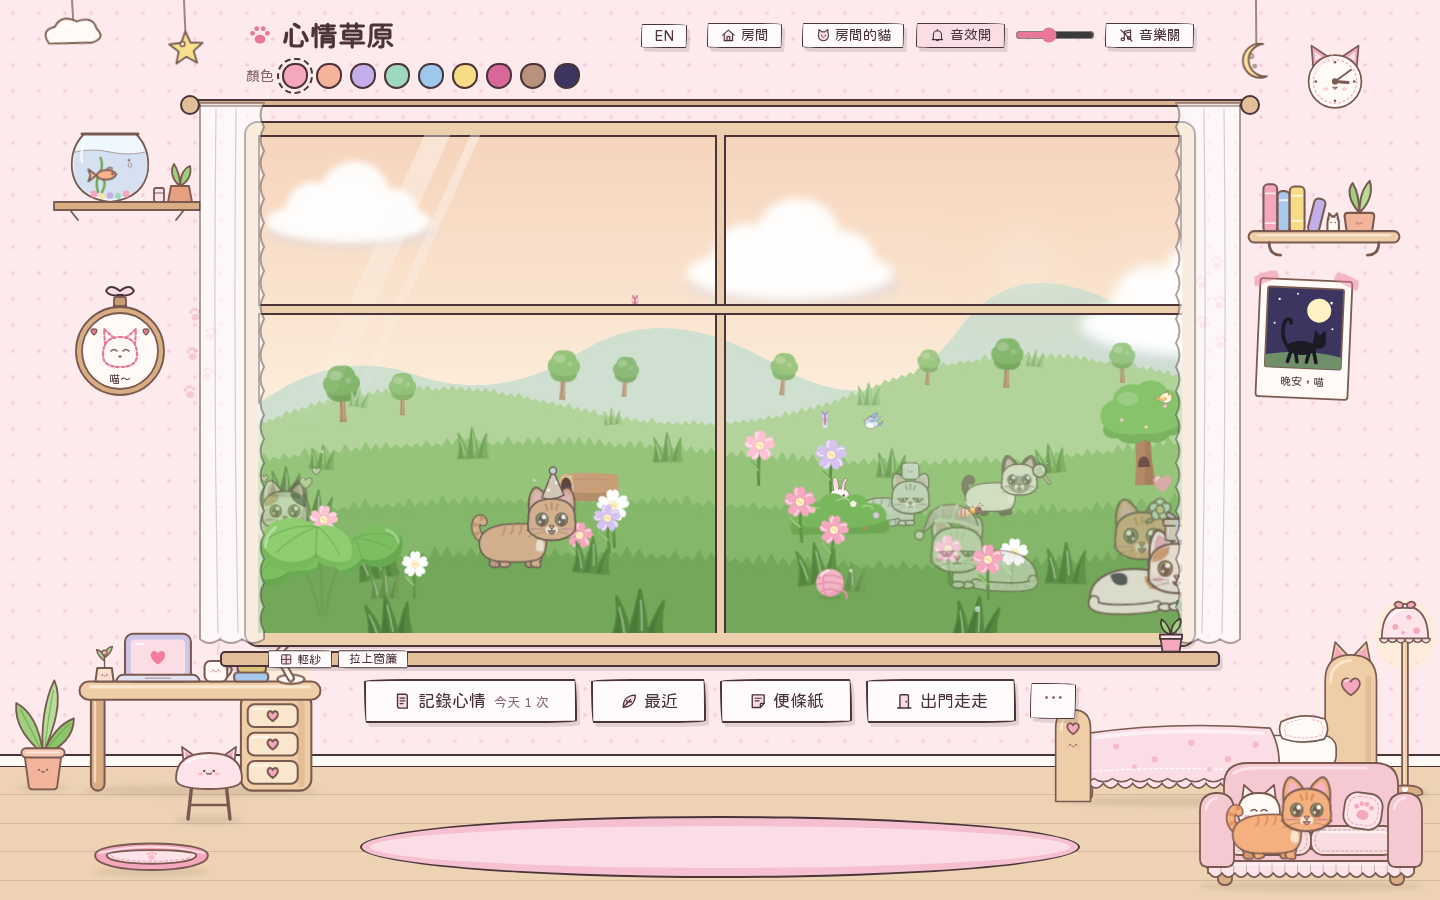 心情草原
EN
房間
房間的貓
音效開
音樂關
顏色
喵～
晚安，喵
輕紗
拉上窗簾
記錄心情 今天 1 次
最近
便條紙
出門走走
...